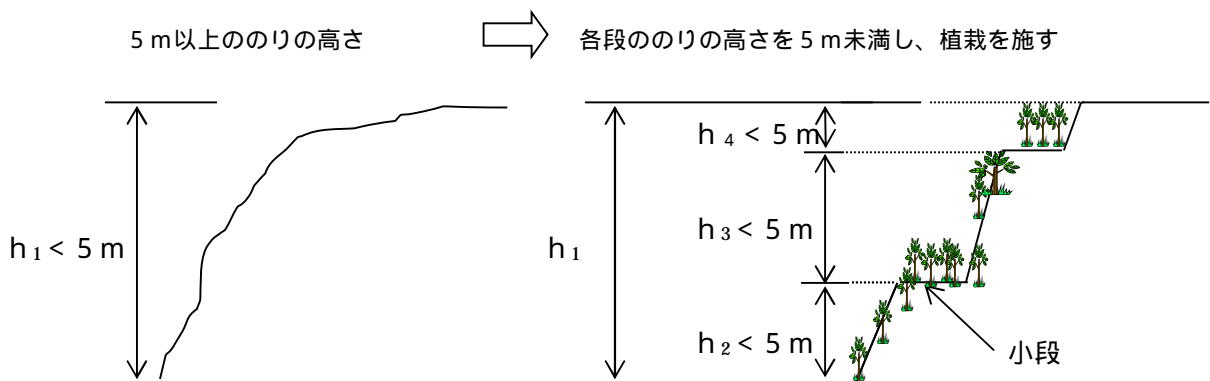 5m以上ののりの高さ
各段ののりの高さを5m未満し、植栽を施す
h₁< 5m
h₁
h₄< 5m
h₃< 5m
h₂< 5m
小段